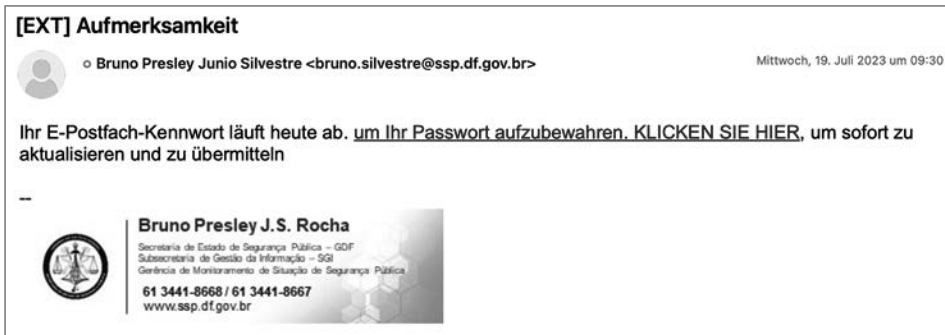 [EXT] Aufmerksamkeit
Bruno Presley Junio Silvestre <bruno.silvestre@ssp.df.gov.br>
Mittwoch, 19. Juli 2023 um 09:30
Ihr E-Postfach-Kennwort läuft heute ab. um Ihr Passwort aufzubewahren. KLICKEN SIE HIER, um sofort zu
aktualisieren und zu übermitteln
--
Bruno Presley J.S. Rocha
Secretaria de Estado de Segurança Pública – GDF
Subsecretaria de Gestão da Informação – SGI
Gerência de Monitoramento de Situação de Segurança Pública
61 3441-8668 / 61 3441-8667
www.ssp.df.gov.br